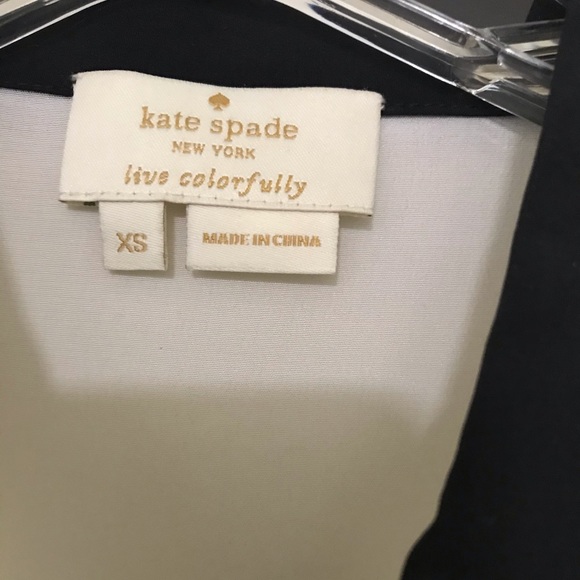 kate spade
NEW YORK
live colorfully
XS
MADE IN CHINA